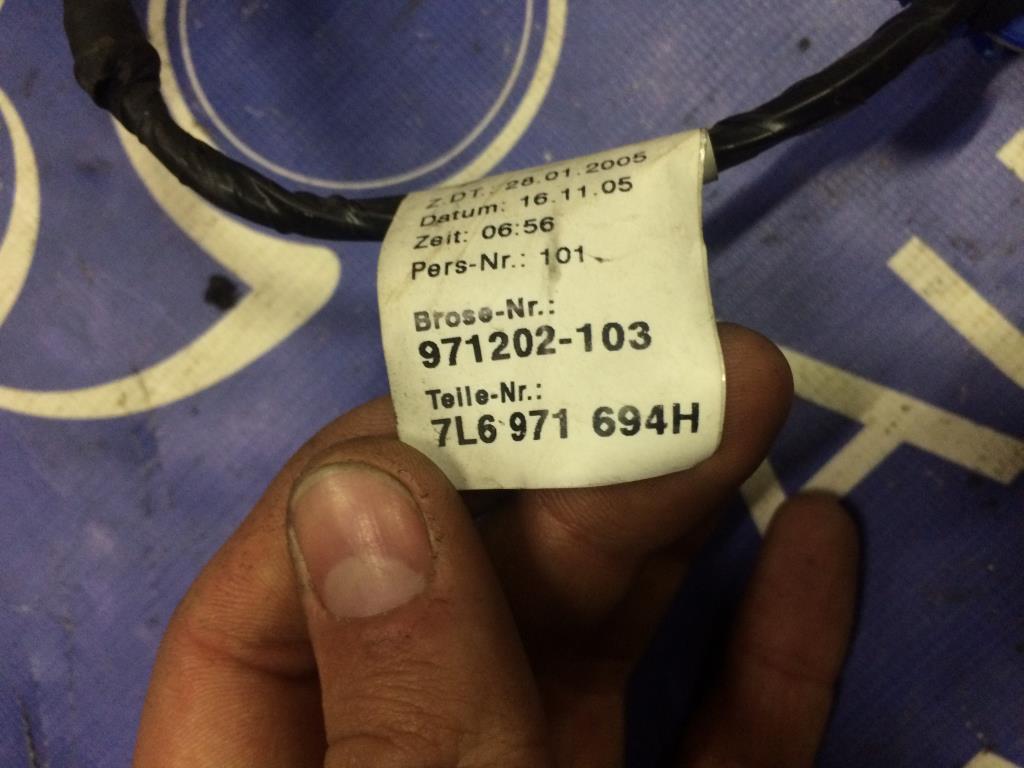 Z.DT.: 28.01.2005
Datum: 16.11.05
Zeit: 06:56
Pers-Nr.: 101
Brose-Nr.:
971202-103
Teile-Nr.:
7L6 971 694H